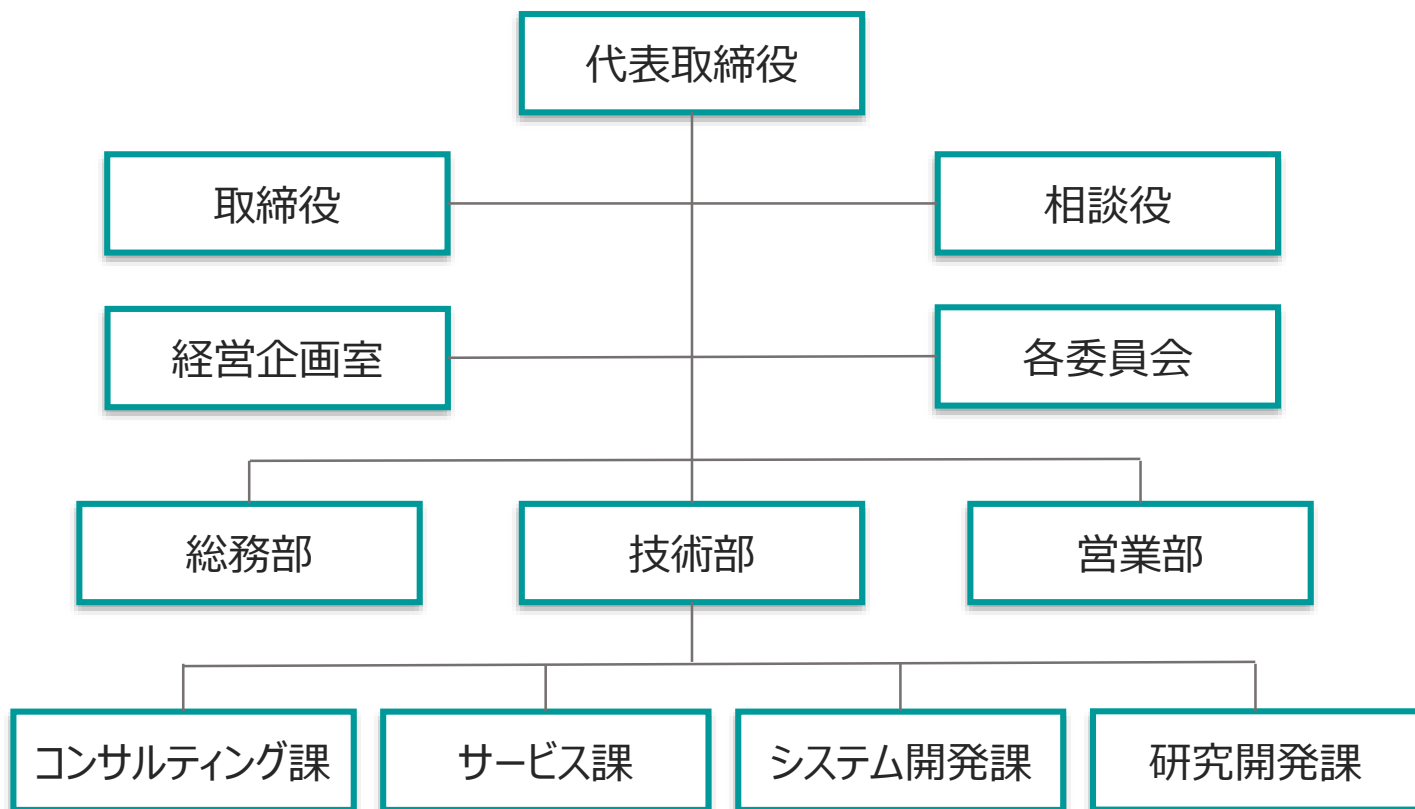 代表取締役
取締役
相談役
経営企画室
各委員会
総務部
技術部
営業部
コンサルティング課
サービス課
システム開発課
研究開発課